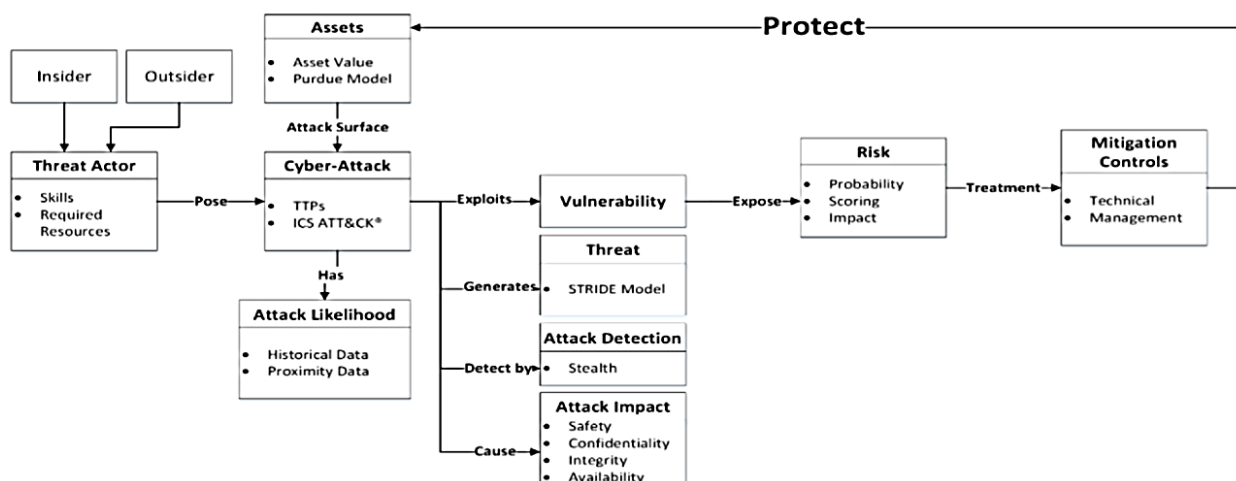 Protect
Assets
Asset Value
Purdue Model
Insider
Outsider
Attack Surface
Threat Actor
Skills
Required
Resources
Pose
Cyber-Attack
TTPs
ICS ATT&CK®
Exploits
Vulnerability
Expose
Risk
Probability
Scoring
Impact
Treatment
Mitigation
Controls
Technical
Management
Has
Attack Likelihood
Historical Data
Proximity Data
Generates
Threat
STRIDE Model
Detect by
Attack Detection
Stealth
Cause
Attack Impact
Safety
Confidentiality
Integrity
Availability